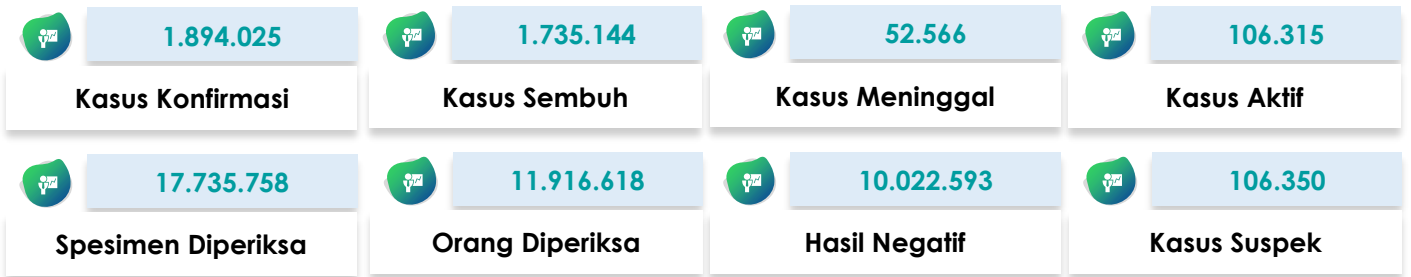 1.894.025
Kasus Konfirmasi
1.735.144
Kasus Sembuh
52.566
Kasus Meninggal
106.315
Kasus Aktif
17.735.758
Spesimen Diperiksa
11.916.618
Orang Diperiksa
10.022.593
Hasil Negatif
106.350
Kasus Suspek